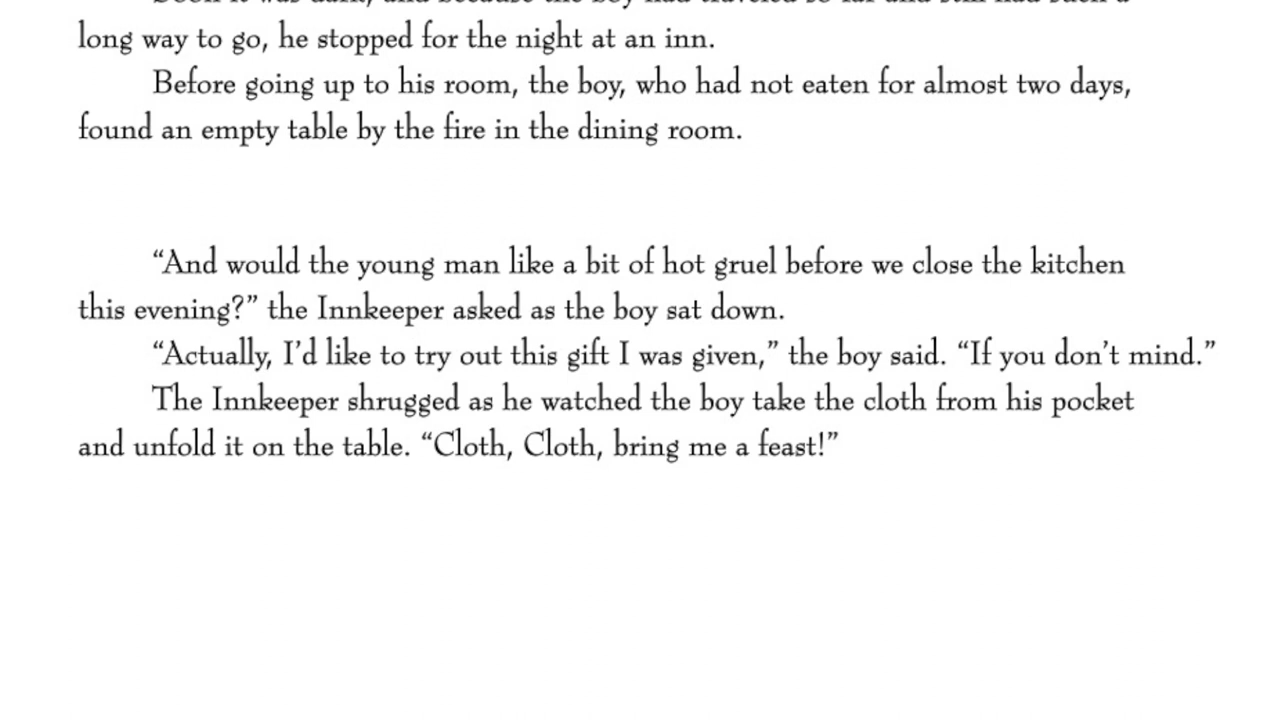 long way to go, he stopped for the night at an inn.
Before going up to his room, the boy, who had not eaten for almost two days,
found an empty table by the fire in the dining room.
“And would the young man like a bit of hot gruel before we close the kitchen
this evening?” the Innkeeper asked as the boy sat down.
“Actually, I’d like to try out this gift I was given,” the boy said. “If you don’t mind.”
The Innkeeper shrugged as he watched the boy take the cloth from his pocket
and unfold it on the table. “Cloth, Cloth, bring me a feast!”